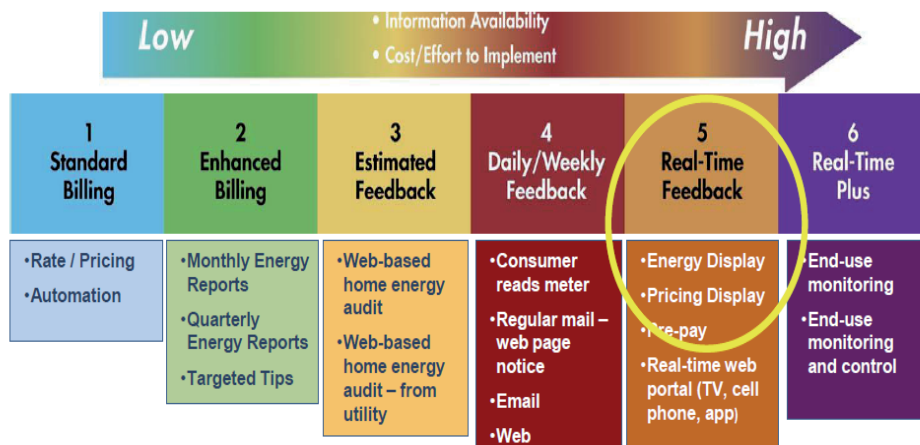 Low
• Information Availability
• Cost/Effort to Implement
High
1
Standard
Billing
2
Enhanced
Billing
3
Estimated
Feedback
4
Daily/Weekly
Feedback
5
Real-Time
Feedback
6
Real-Time
Plus
•Rate / Pricing
•Automation
•Monthly Energy
Reports
•Quarterly
Energy Reports
•Targeted Tips
•Web-based
home energy
audit
•Web-based
home energy
audit – from
utility
•Consumer
reads meter
•Regular mail –
web page
notice
•Email
•Web
•Energy Display
•Pricing Display
•Pre-pay
•Real-time web
portal (TV, cell
phone, app)
•End-use
monitoring
•End-use
monitoring
and control